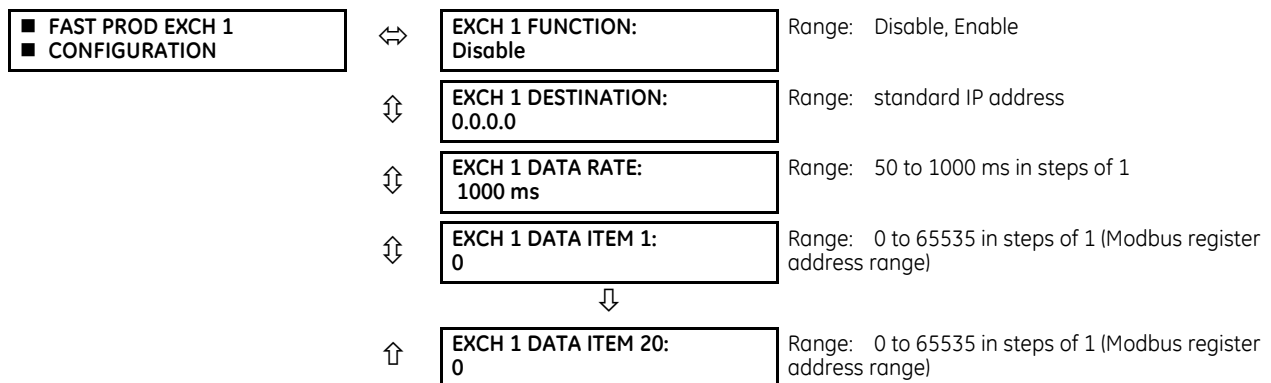 ■ FAST PROD EXCH 1
■ CONFIGURATION
EXCH 1 FUNCTION:
Disable
Range: Disable, Enable
EXCH 1 DESTINATION:
0.0.0.0
Range: standard IP address
EXCH 1 DATA RATE:
1000 ms
Range: 50 to 1000 ms in steps of 1
EXCH 1 DATA ITEM 1:
0
Range: 0 to 65535 in steps of 1 (Modbus register
address range)
EXCH 1 DATA ITEM 20:
0
Range: 0 to 65535 in steps of 1 (Modbus register
address range)